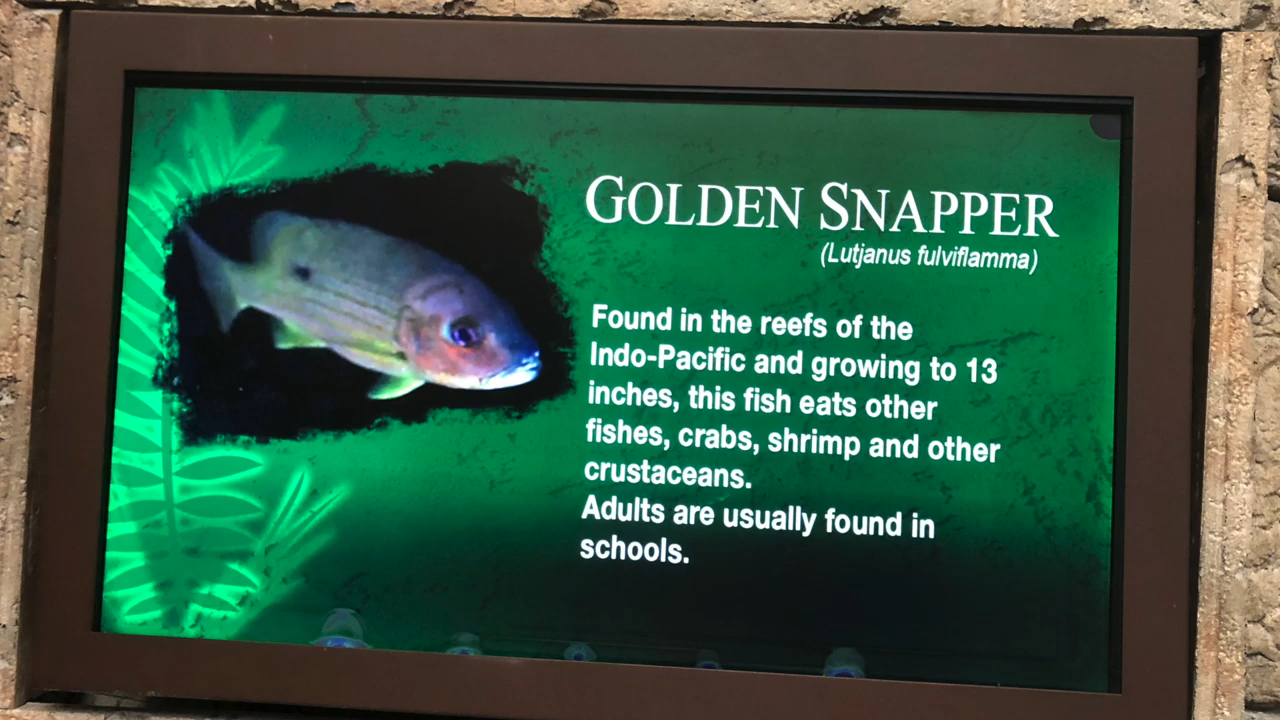 GOLDEN SNAPPER
(Lutjanus fulviflamma)
Found in the reefs of the
Indo-Pacific and growing to 13
inches, this fish eats other
fishes, crabs, shrimp and other
crustaceans.
Adults are usually found in
schools.